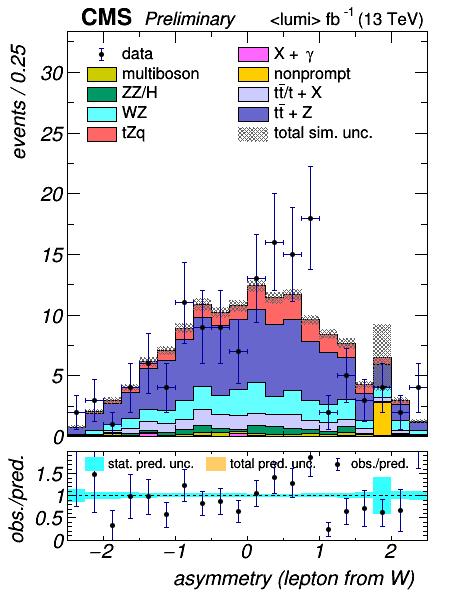 CMS Preliminary <lumi> fb⁻¹ (13 TeV)
events / 0.25
30
25
20
15
10
5
0
data
multiboson
ZZ/H
WZ
tZq
X + γ
nonprompt
tt̄/t + X
tt̄ + Z
total sim. unc.
obs./pred.
2
1.5
1
0.5
0
stat. pred. unc. total pred. unc. obs./pred.
−2 −1 0 1 2
asymmetry (lepton from W)